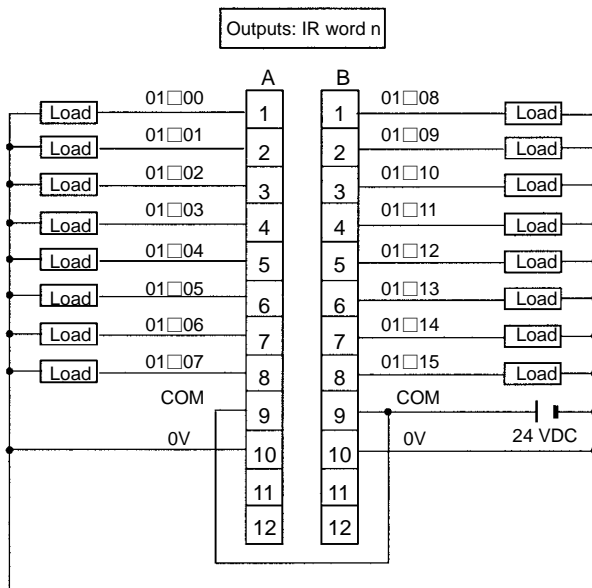 Outputs: IR word n
A B
Load 01□00 1 1 01□08 Load
Load 01□01 2 2 01□09 Load
Load 01□02 3 3 01□10 Load
Load 01□03 4 4 01□11 Load
Load 01□04 5 5 01□12 Load
Load 01□05 6 6 01□13 Load
Load 01□06 7 7 01□14 Load
Load 01□07 8 8 01□15 Load
COM 9 9 COM
0V 10 10 0V 24 VDC
11 11
12 12